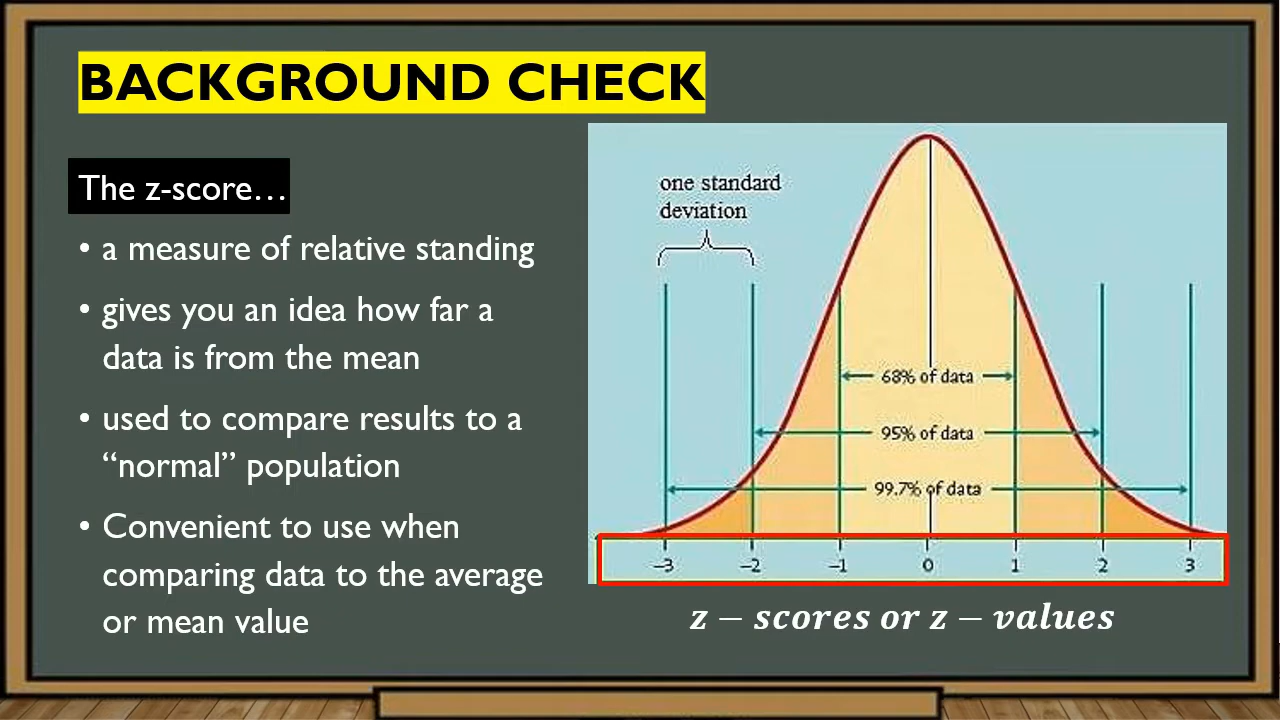 BACKGROUND CHECK
The z-score…
• a measure of relative standing
• gives you an idea how far a
data is from the mean
• used to compare results to a
“normal” population
• Convenient to use when
comparing data to the average
or mean value
one standard
deviation
68% of data
95% of data
99.7% of data
–3 –2 –1 0 1 2 3
z – scores or z – values